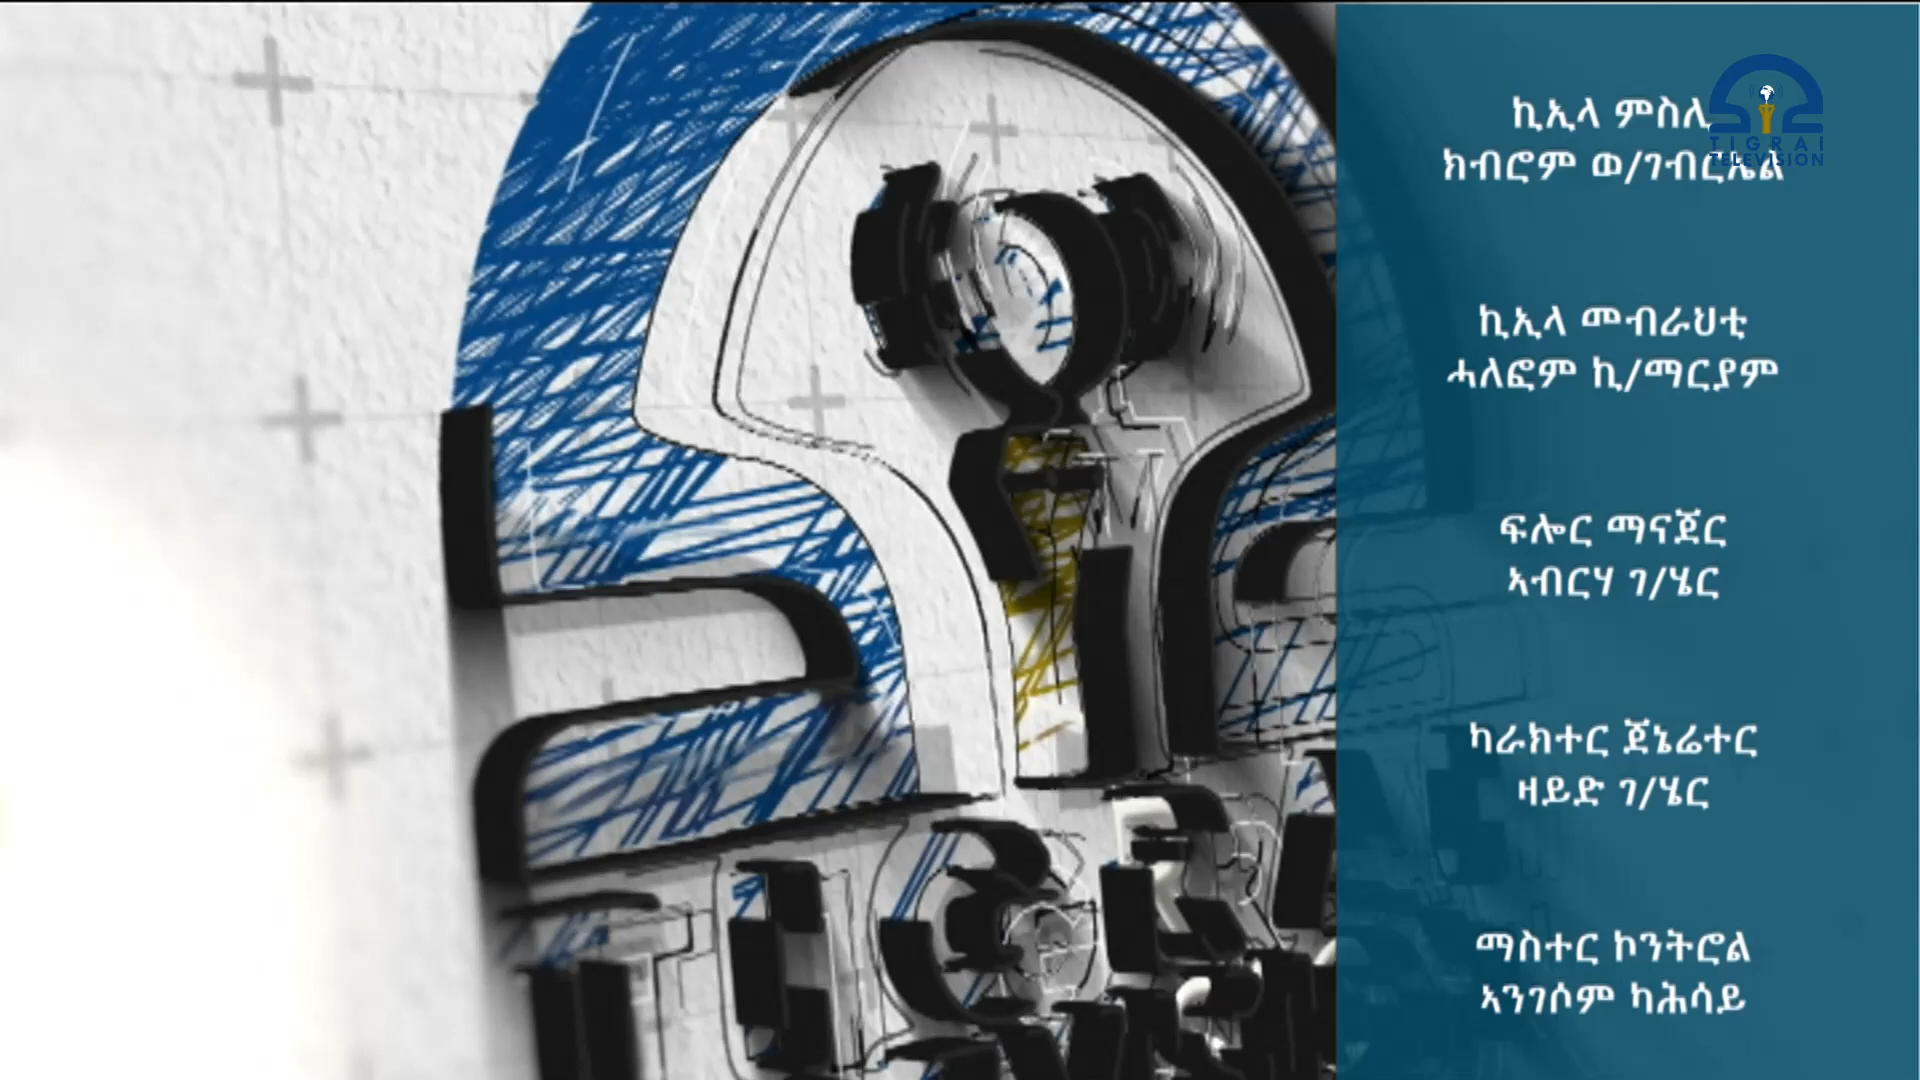 ኪኢላ ምስሊ
ክብሮም ወ/ገብርኤል
TIGRAI
TELEVISION
ኪኢላ መብራህቲ
ሓለፎም ኪ/ማርያም
ፍሎር ማናጀር
ኣብርሃ ገ/ሄር
ካራክተር ጀኔሬተር
ዛይድ ገ/ሄር
ማስተር ኮንትሮል
ኣንገሶም ካሕሳይ